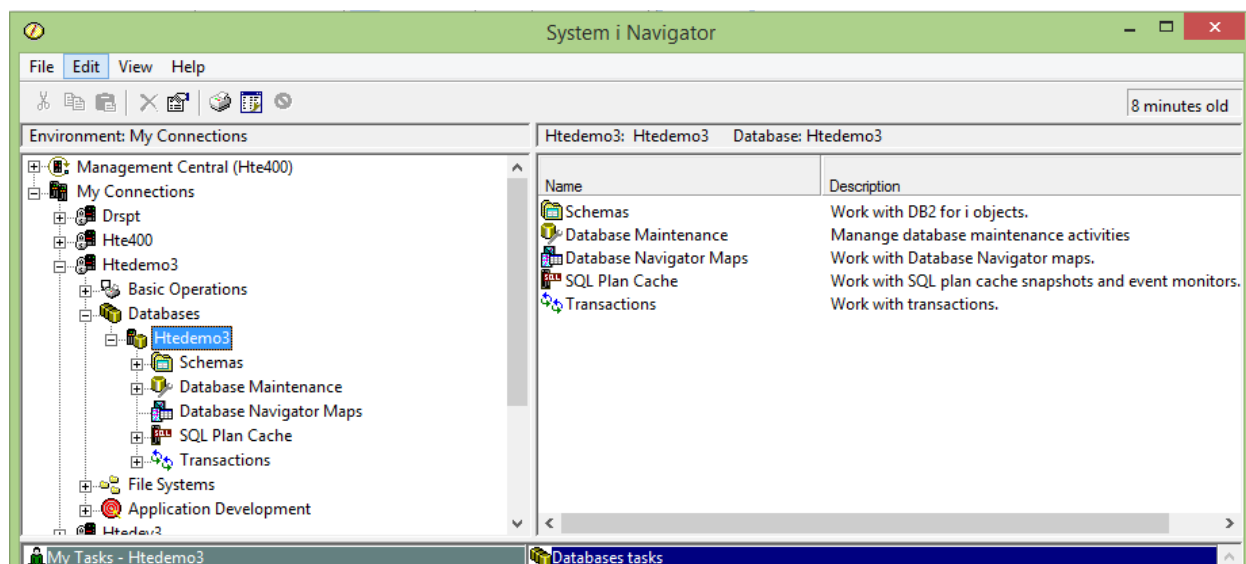 System i Navigator
File Edit View Help
8 minutes old
Environment: My Connections
Htedemo3: Htedemo3 Database: Htedemo3
Management Central (Hte400)
My Connections
Drspt
Hte400
Htedemo3
Basic Operations
Databases
Htedemo3
Schemas
Database Maintenance
Database Navigator Maps
SQL Plan Cache
Transactions
File Systems
Application Development
Htedev3
Name Description
Schemas Work with DB2 for i objects.
Database Maintenance Manange database maintenance activities
Database Navigator Maps Work with Database Navigator maps.
SQL Plan Cache Work with SQL plan cache snapshots and event monitors.
Transactions Work with transactions.
My Tasks - Htedemo3
Databases tasks